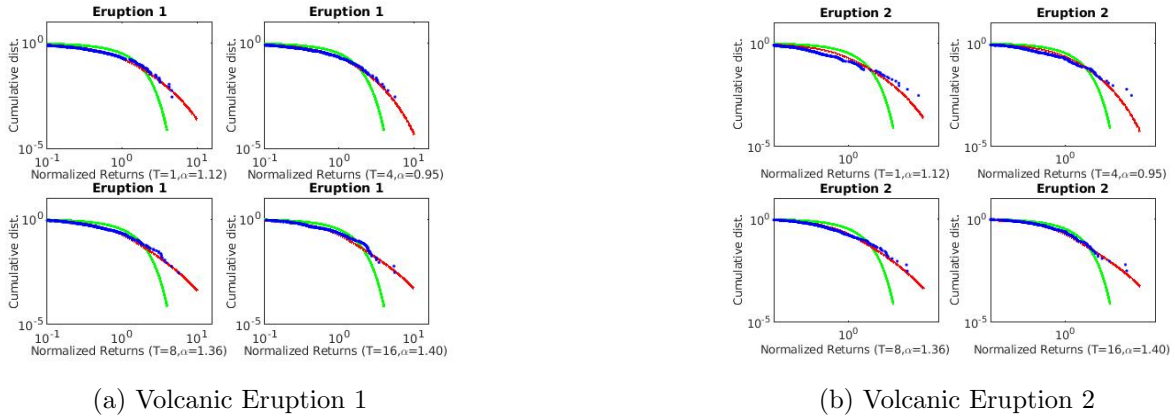 Eruption 1
Eruption 1
Cumulative dist.
10^0
10^-5
10^-1
10^0
10^1
Normalized Returns (T=1,α=1.12)
Cumulative dist.
10^0
10^-5
10^-1
10^0
10^1
Normalized Returns (T=4,α=0.95)
Eruption 1
Eruption 1
Cumulative dist.
10^0
10^-5
10^-1
10^0
10^1
Normalized Returns (T=8,α=1.36)
Cumulative dist.
10^0
10^-5
10^-1
10^0
10^1
Normalized Returns (T=16,α=1.40)
(a) Volcanic Eruption 1
Eruption 2
Eruption 2
Cumulative dist.
10^0
10^-5
10^0
Normalized Returns (T=1,α=1.12)
Cumulative dist.
10^0
10^-5
10^0
Normalized Returns (T=4,α=0.95)
Eruption 2
Eruption 2
Cumulative dist.
10^0
10^-5
10^0
Normalized Returns (T=8,α=1.36)
Cumulative dist.
10^0
10^-5
10^0
Normalized Returns (T=16,α=1.40)
(b) Volcanic Eruption 2